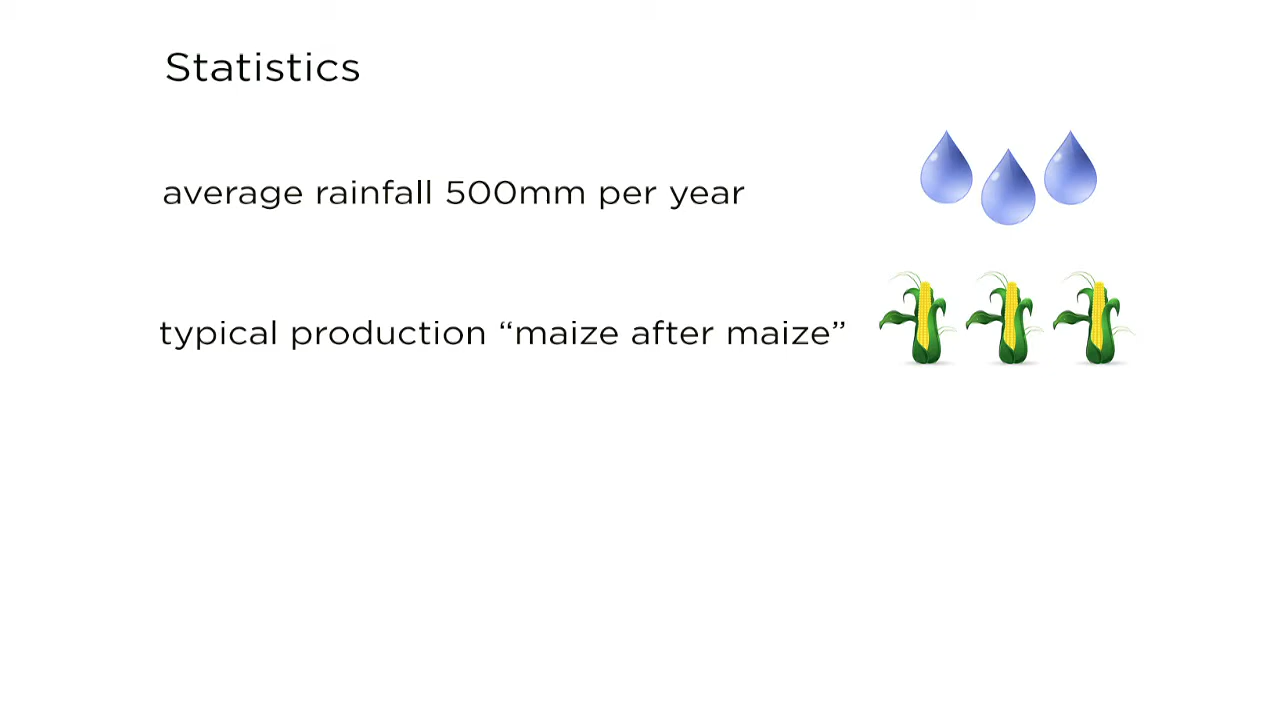 Statistics
average rainfall 500mm per year
typical production “maize after maize”